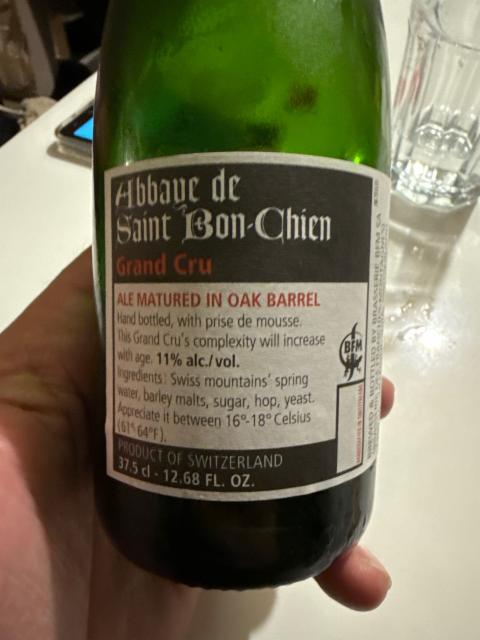 Abbaye de
Saint Bon-Chien
Grand Cru
ALE MATURED IN OAK BARREL
Hand bottled, with prise de mousse.
This Grand Cru's complexity will increase
with age. 11% alc./vol.
Ingredients: Swiss mountains' spring
water, barley malts, sugar, hop, yeast.
Appreciate it between 16°-18° Celsius
(61°-64°F).
PRODUCT OF SWITZERLAND
37.5 cl - 12.68 FL. OZ.
BFM
BREWED & BOTTLED BY BRASSERIE BFM SA